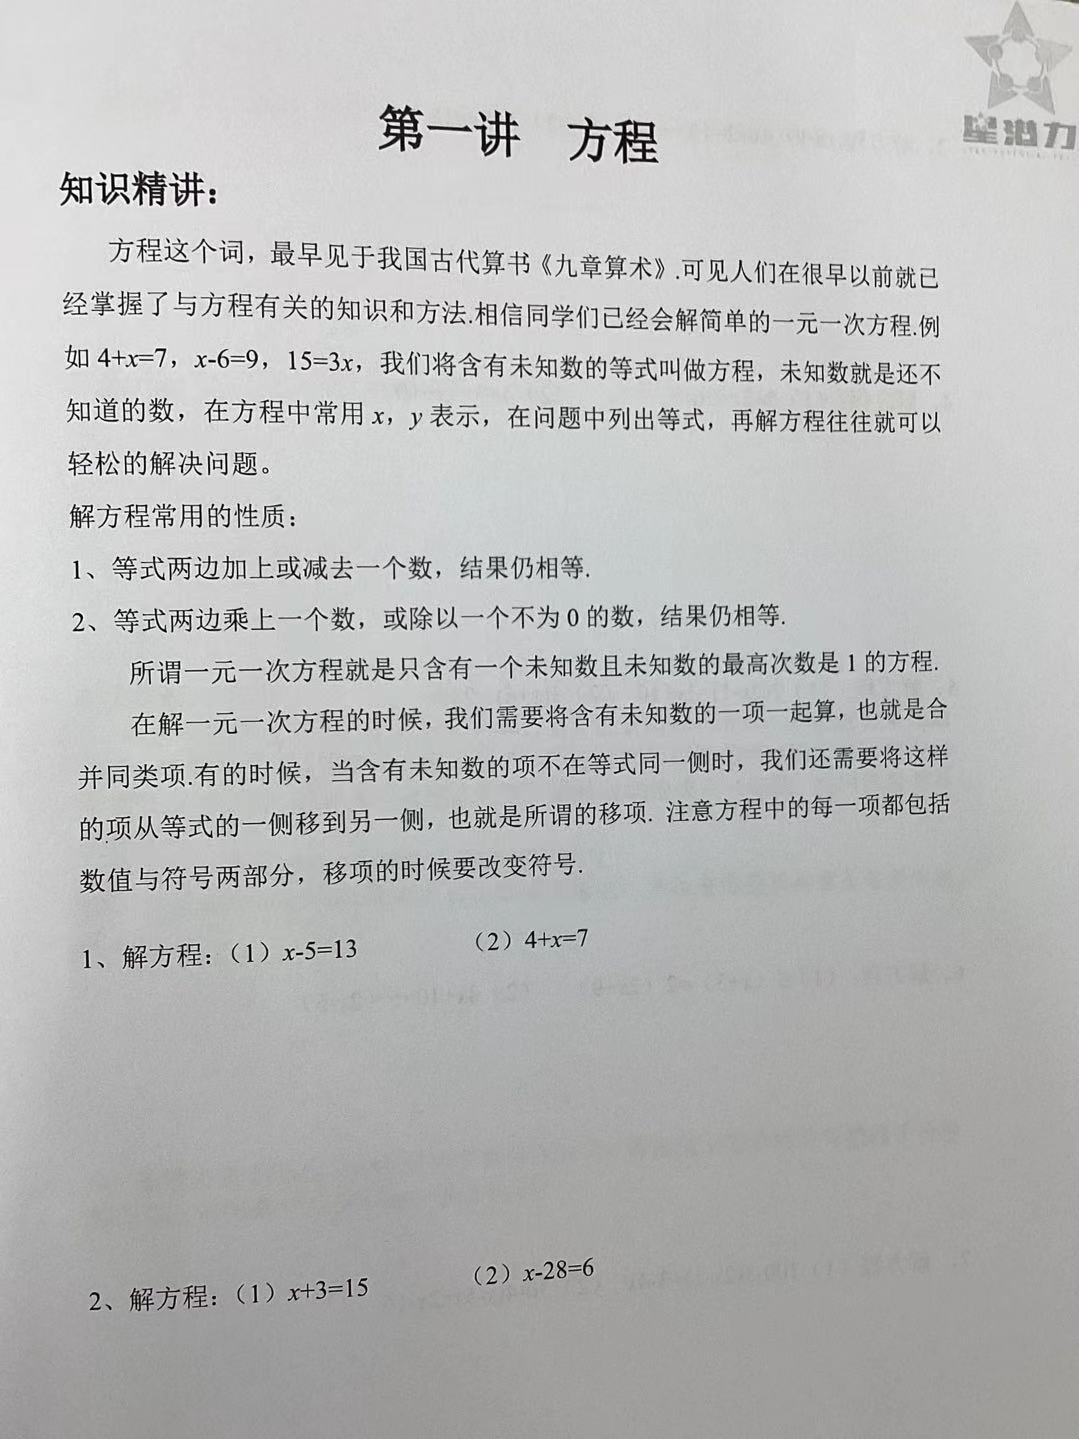 星潜力
第一讲 方程
知识精讲：
方程这个词，最早见于我国古代算书《九章算术》.可见人们在很早以前就已
经掌握了与方程有关的知识和方法.相信同学们已经会解简单的一元一次方程.例
如 4+x=7，x-6=9，15=3x，我们将含有未知数的等式叫做方程，未知数就是还不
知道的数，在方程中常用 x，y 表示，在问题中列出等式，再解方程往往就可以
轻松的解决问题。
解方程常用的性质：
1、等式两边加上或减去一个数，结果仍相等.
2、等式两边乘上一个数，或除以一个不为 0 的数，结果仍相等.
所谓一元一次方程就是只含有一个未知数且未知数的最高次数是 1 的方程.
在解一元一次方程的时候，我们需要将含有未知数的一项一起算，也就是合
并同类项.有的时候，当含有未知数的项不在等式同一侧时，我们还需要将这样
的项从等式的一侧移到另一侧，也就是所谓的移项. 注意方程中的每一项都包括
数值与符号两部分，移项的时候要改变符号.
1、解方程：（1）x-5=13 （2）4+x=7
2、解方程：（1）x+3=15 （2）x-28=6